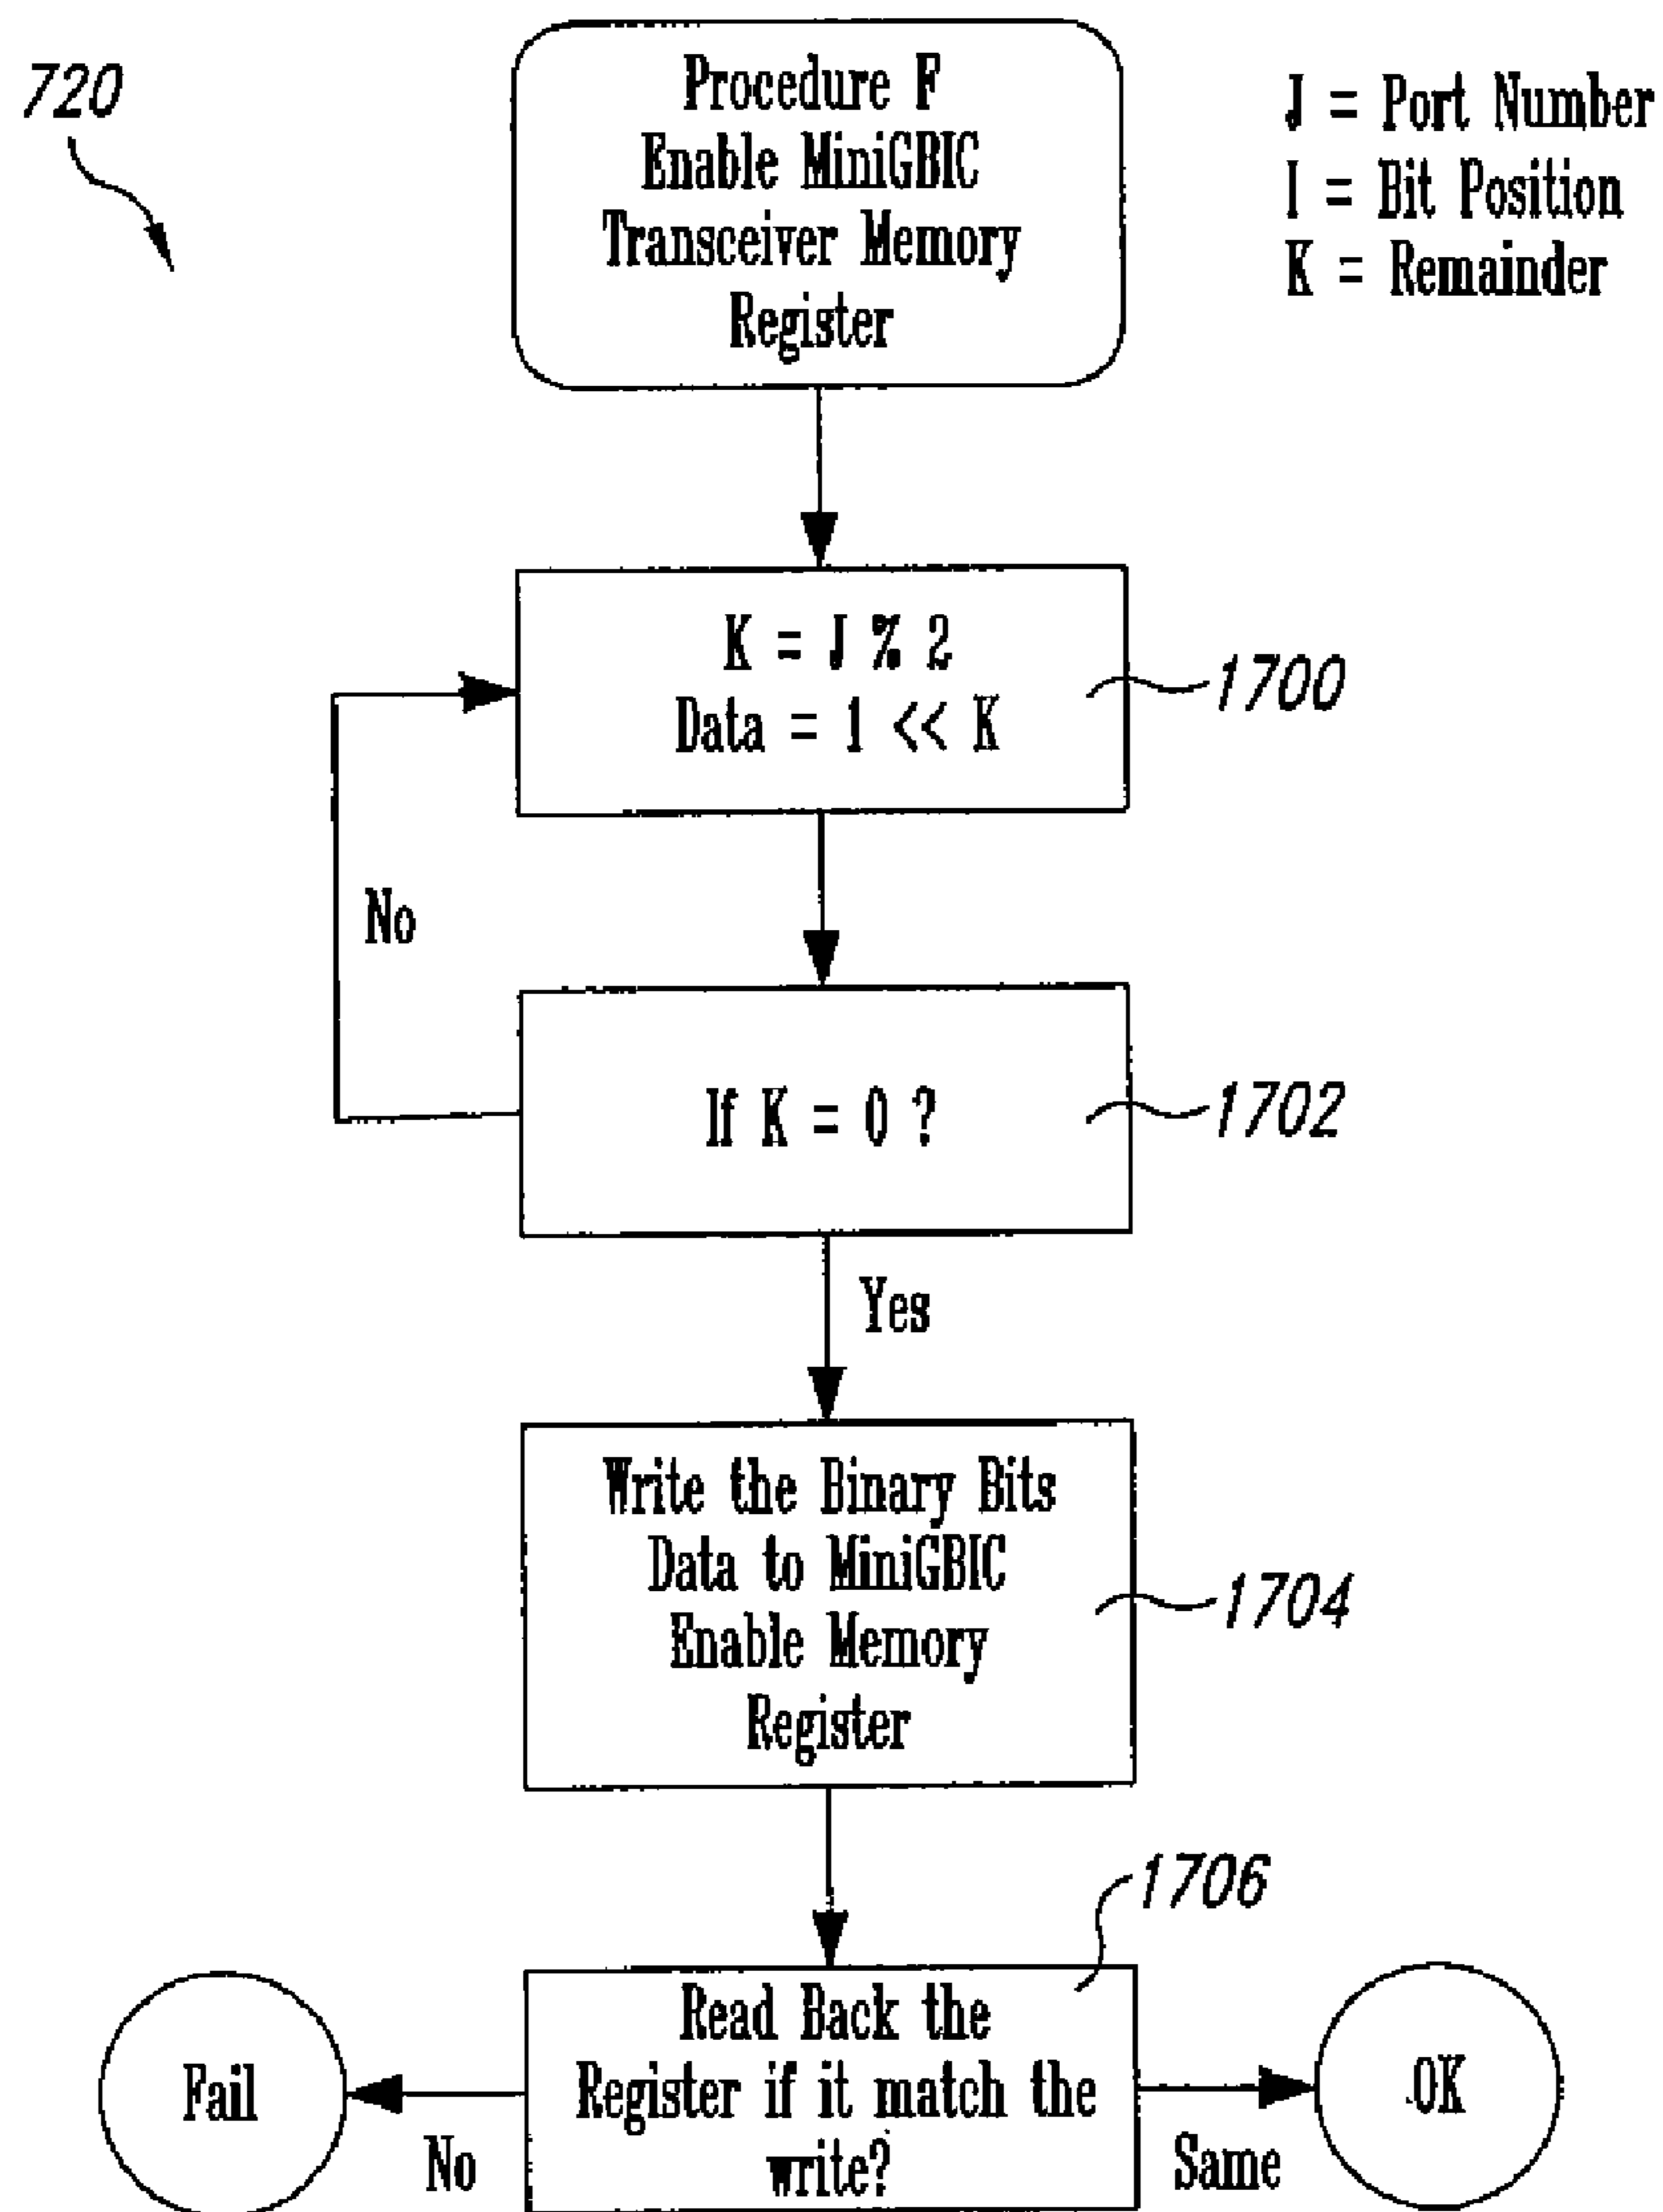 720
Procedure F
Enable MiniGBIC
Transceiver Memory
Register
J = Port Number
I = Bit Position
K = Remainder
K = J % 2
Data = 1 << K
1700
No
If K = 0 ?
1702
Yes
Write the Binary Bits
Data to MiniGBIC
Enable Memory
Register
1704
1706
Read Back the
Register if it match the
write?
Fail
No
Same
OK